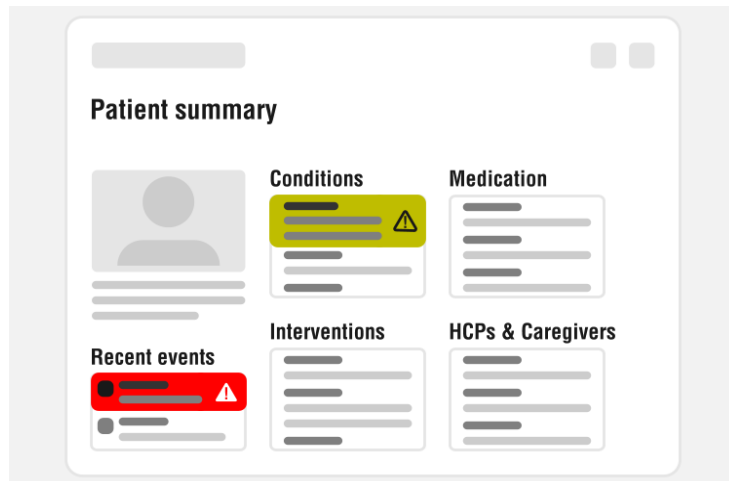 Patient summary
Conditions
Medication
Interventions
HCPs & Caregivers
Recent events